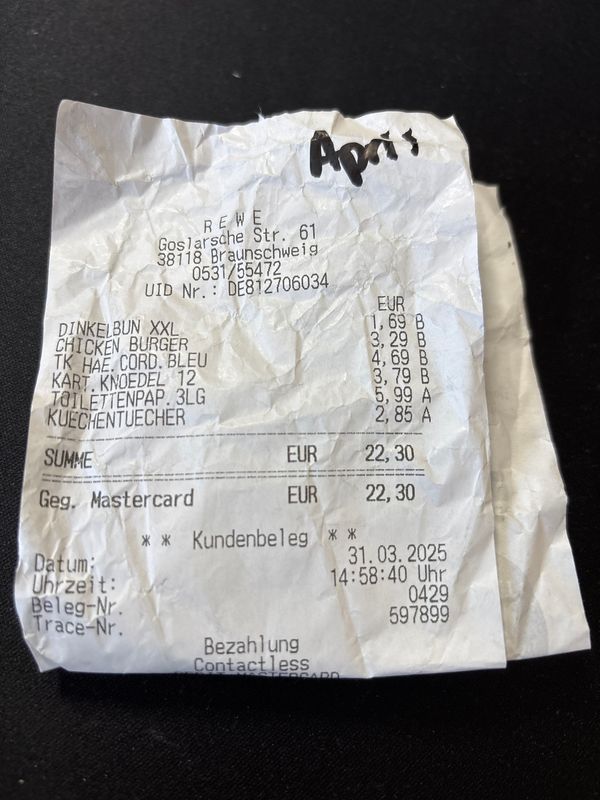 April
R E W E
Goslarsche Str. 61
38118 Braunschweig
0531/55472
UID Nr.: DE812706034
EUR
DINKELBUN XXL 1,69 B
CHICKEN BURGER 3,29 B
TK HAE.CORD.BLEU 4,69 B
KART.KNOEDEL 12 3,79 B
TOILETTENPAP.3LG 5,99 A
KUECHENTUECHER 2,85 A
SUMME EUR 22,30
Geg. Mastercard EUR 22,30
* * Kundenbeleg * *
Datum: 31.03.2025
Uhrzeit: 14:58:40 Uhr
Beleg-Nr. 0429
Trace-Nr. 597899
Bezahlung
Contactless
MASTERCARD